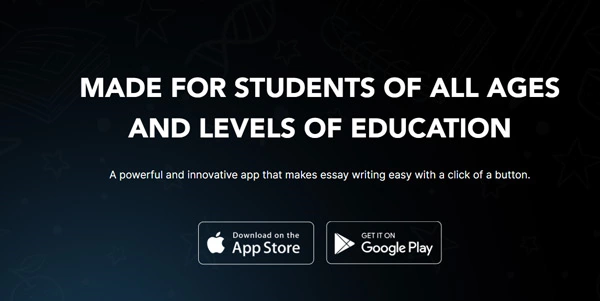 MADE FOR STUDENTS OF ALL AGES
AND LEVELS OF EDUCATION
A powerful and innovative app that makes essay writing easy with a click of a button.
Download on the
App Store
GET IT ON
Google Play